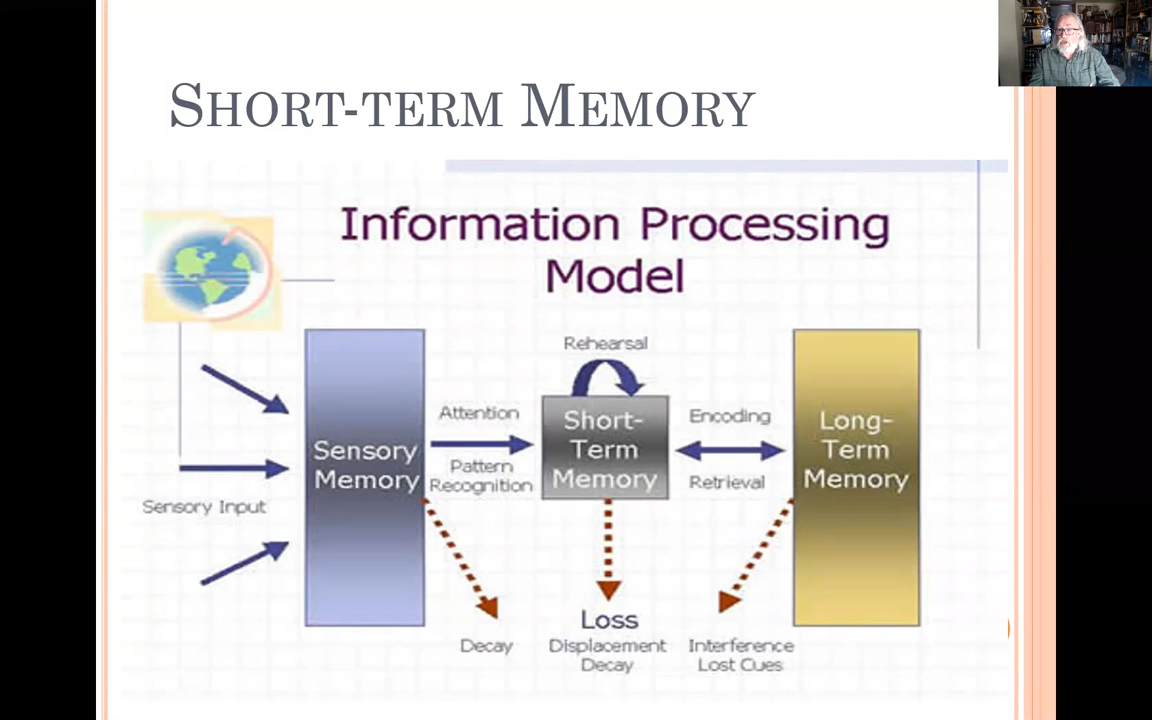 SHORT-TERM MEMORY
Information Processing
Model
Rehearsal
Attention
Pattern
Recognition
Encoding
Retrieval
Sensory
Memory
Short-
Term
Memory
Long-
Term
Memory
Sensory Input
Loss
Decay
Displacement
Decay
Interference
Lost Cues